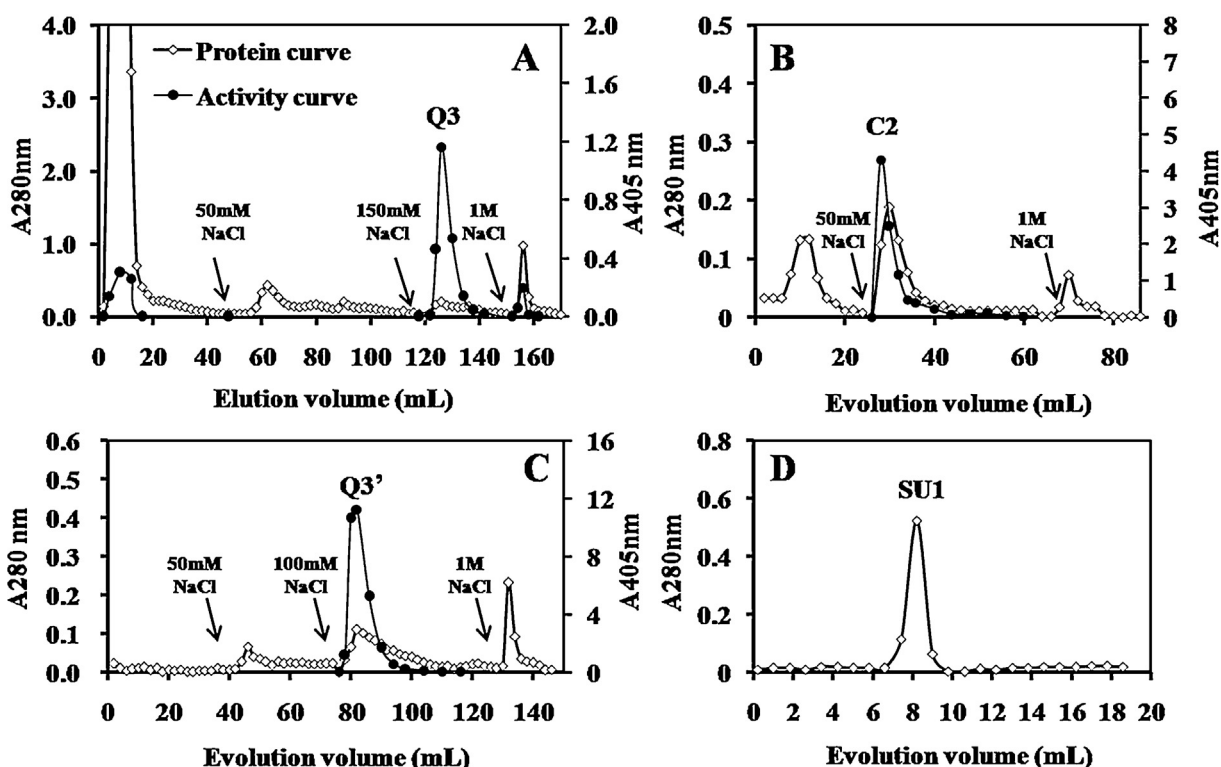 4.0
3.0
2.0
1.0
0.0
A280nm
Protein curve
Activity curve
A
Q3
50mM
NaCl
150mM
NaCl
1M
NaCl
2.0
1.6
1.2
0.8
0.4
0.0
A405 nm
0 20 40 60 80 100 120 140 160
Elution volume (mL)
0.5
0.4
0.3
0.2
0.1
0
A280 nm
B
C2
50mM
NaCl
1M
NaCl
8
7
6
5
4
3
2
1
0
A405nm
0 20 40 60 80
Evolution volume (mL)
0.6
0.5
0.4
0.3
0.2
0.1
0.0
A280 nm
C
Q3’
50mM
NaCl
100mM
NaCl
1M
NaCl
16
12
8
4
0
A405nm
0 20 40 60 80 100 120 140
Evolution volume (mL)
0.8
0.6
0.4
0.2
0.0
A280nm
D
SU1
0 2 4 6 8 10 12 14 16 18 20
Evolution volume (mL)